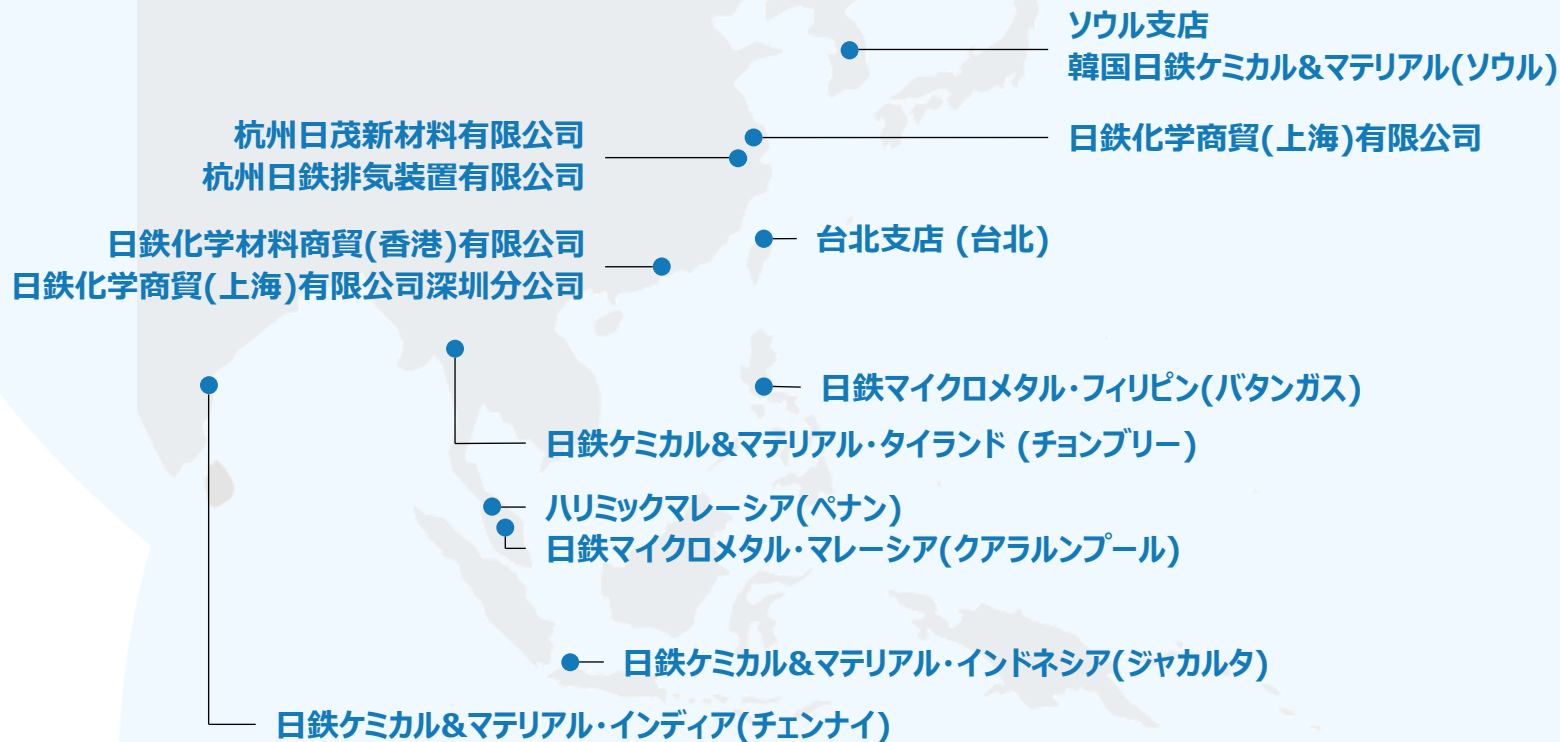 ソウル支店
韓国日鉄ケミカル&マテリアル(ソウル)
杭州日茂新材料有限公司
杭州日鉄排気装置有限公司
日鉄化学商貿(上海)有限公司
日鉄化学材料商貿(香港)有限公司
日鉄化学商貿(上海)有限公司深圳分公司
台北支店 (台北)
日鉄マイクロメタル・フィリピン(バタンガス)
日鉄ケミカル&マテリアル・タイランド (チョンブリー)
ハリミックマレーシア(ペナン)
日鉄マイクロメタル・マレーシア(クアラルンプール)
日鉄ケミカル&マテリアル・インドネシア(ジャカルタ)
日鉄ケミカル&マテリアル・インディア(チェンナイ)